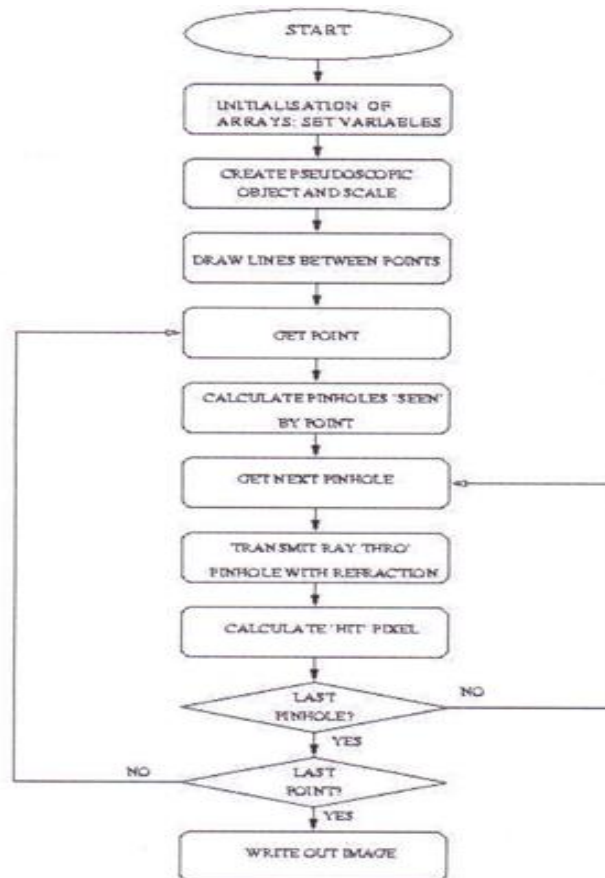 START
INITIALISATION OF
ARRAYS; SET VARIABLES
CREATE PSEUDOSCOPIC
OBJECT AND SCALE
DRAW LINES BETWEEN POINTS
GET POINT
CALCULATE PINHOLES 'SEEN'
BY POINT
GET NEXT PINHOLE
TRANSMIT RAY THRO'
PINHOLE WITH REFRACTION
CALCULATE 'HIT' PIXEL
LAST
PINHOLE?
NO
YES
NO
LAST
POINT?
YES
WRITE OUT IMAGE